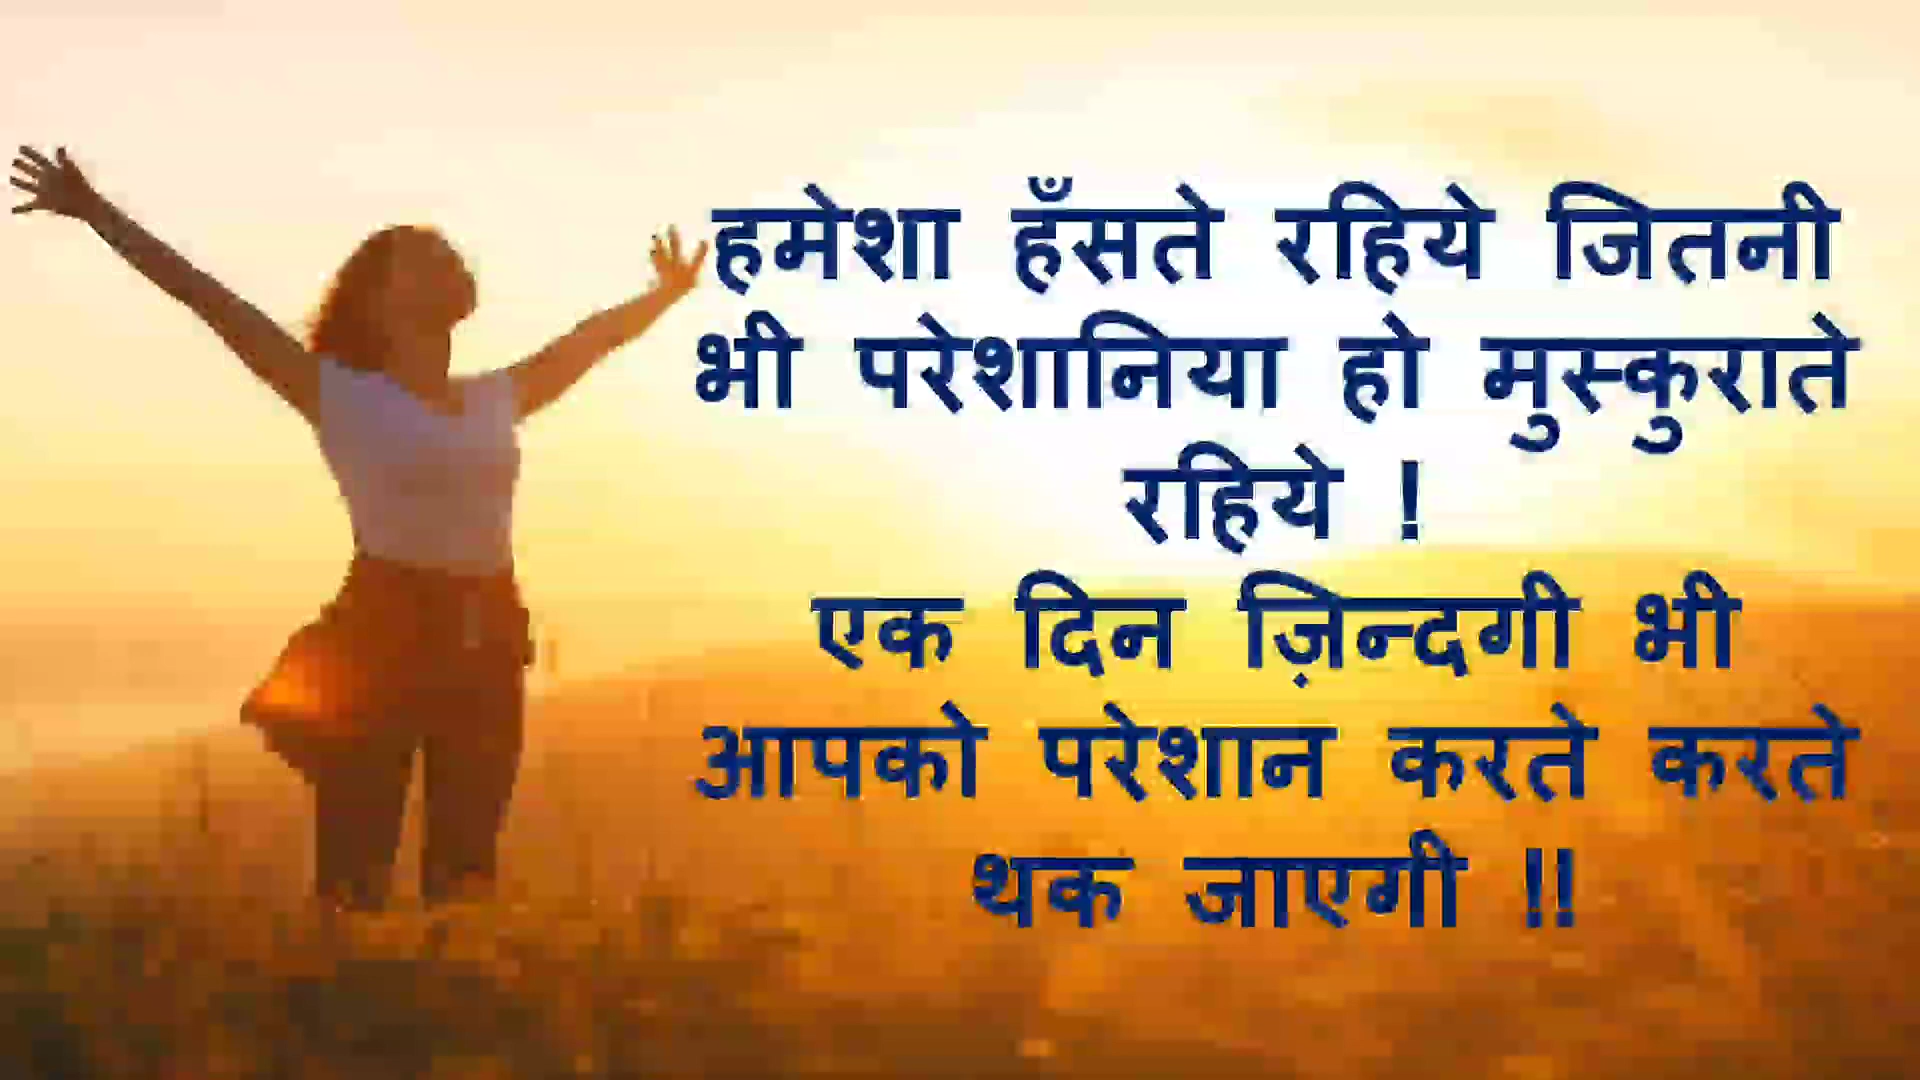 हमेशा हँसते रहिये जितनी
भी परेशानिया हो मुस्कुराते
रहिये !
एक दिन ज़िन्दगी भी
आपको परेशान करते करते
थक जाएगी !!